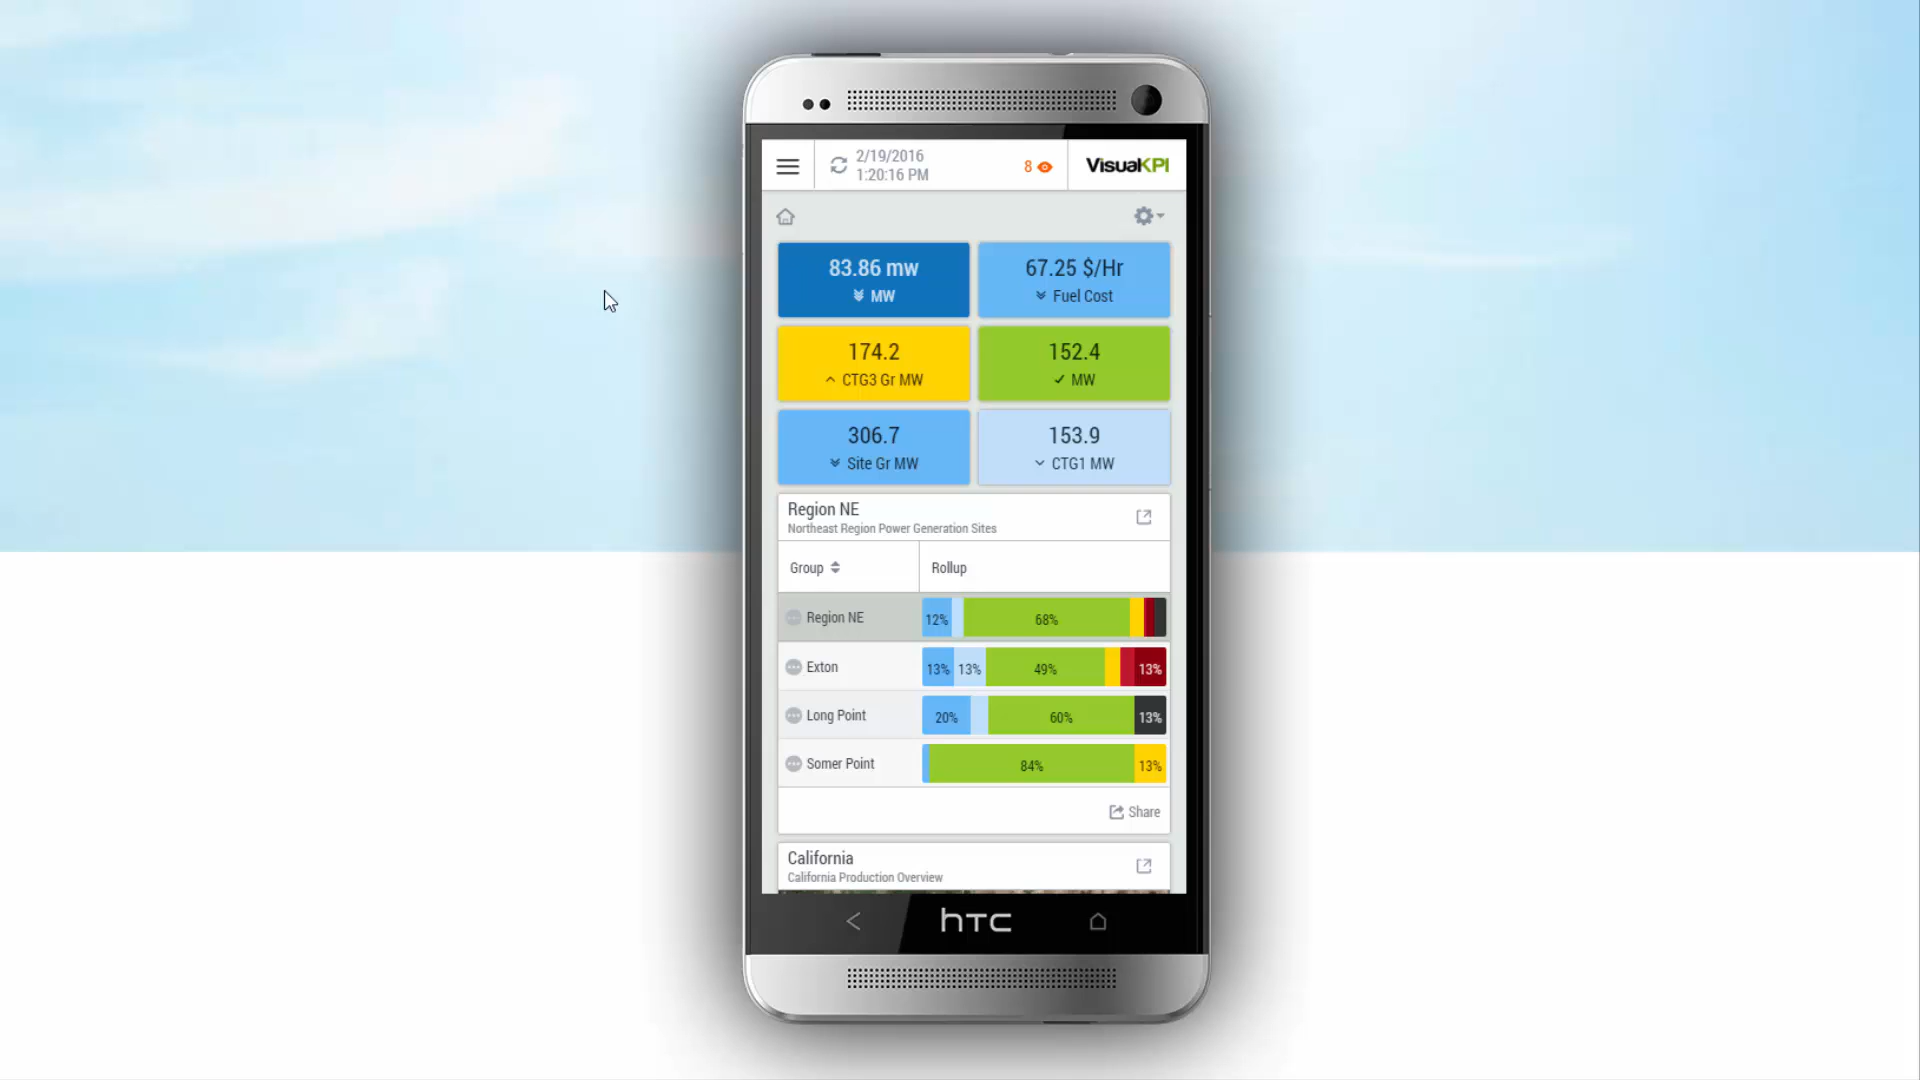 2/19/2016
1:20:16 PM
8
VisualKPI
83.86 mw
MW
67.25 $/Hr
Fuel Cost
174.2
CTG3 Gr MW
152.4
MW
306.7
Site Gr MW
153.9
CTG1 MW
Region NE
Northeast Region Power Generation Sites
Group
Rollup
Region NE
12% 68%
Exton
13% 13% 49% 13%
Long Point
20% 60% 13%
Somer Point
84% 13%
Share
California
California Production Overview
hTC